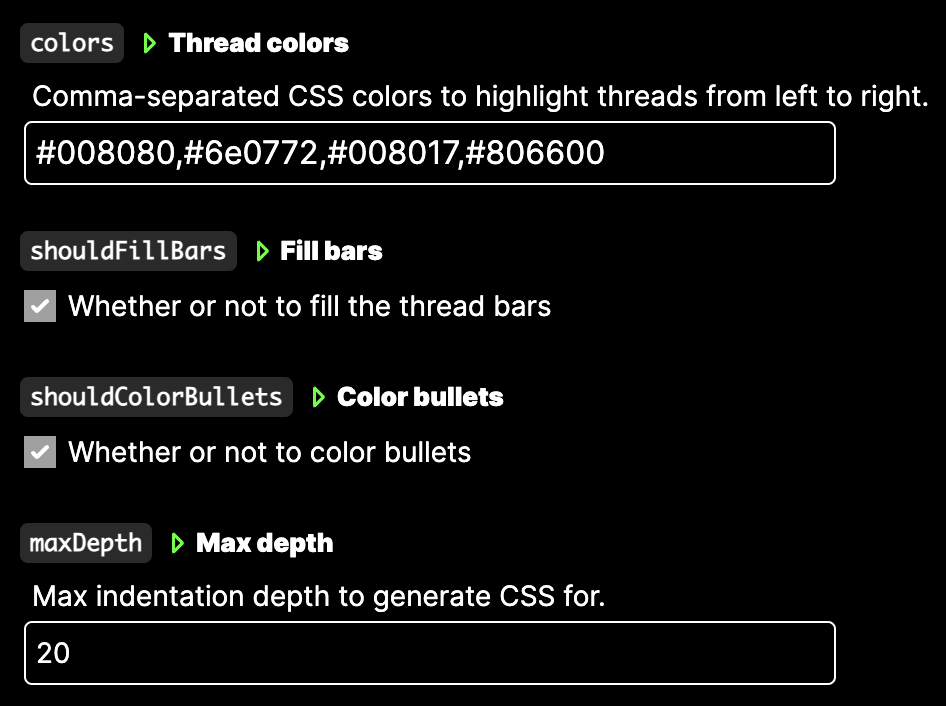 colors Thread colors
Comma-separated CSS colors to highlight threads from left to right.
#008080,#6e0772,#008017,#806600
shouldFillBars Fill bars
Whether or not to fill the thread bars
shouldColorBullets Color bullets
Whether or not to color bullets
maxDepth Max depth
Max indentation depth to generate CSS for.
20